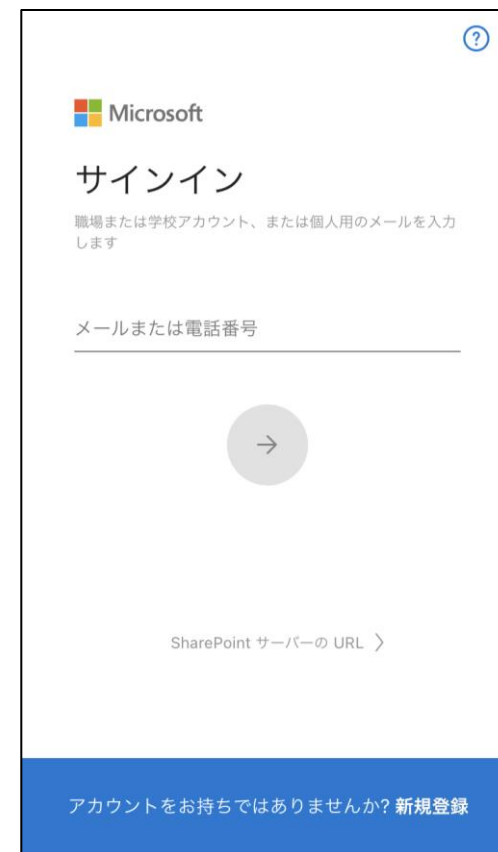 ?
Microsoft
サインイン
職場または学校アカウント、または個人用のメールを入力
します
メールまたは電話番号
SharePoint サーバーの URL 〉
アカウントをお持ちではありませんか? 新規登録